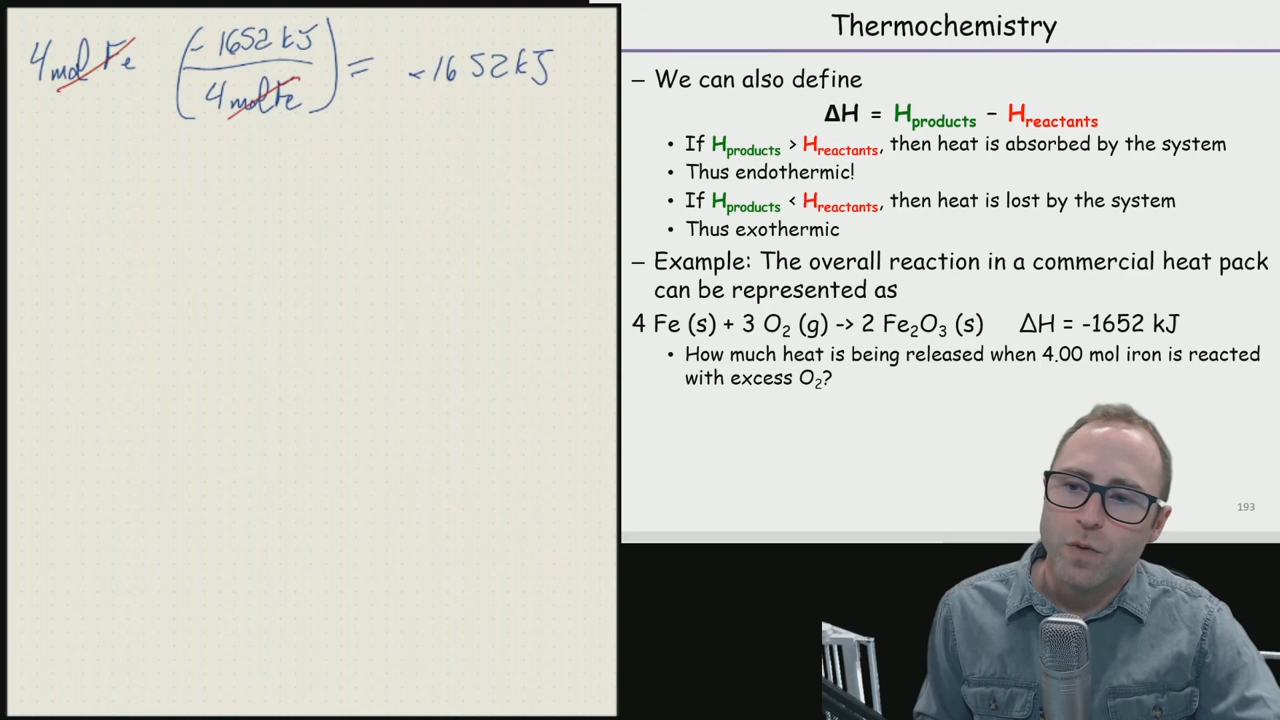 4 mol Fe (-1652 kJ / 4 mol Fe) = -1652 kJ
Thermochemistry
– We can also define
ΔH = Hproducts – Hreactants
• If Hproducts > Hreactants, then heat is absorbed by the system
• Thus endothermic!
• If Hproducts < Hreactants, then heat is lost by the system
• Thus exothermic
– Example: The overall reaction in a commercial heat pack
can be represented as
4 Fe (s) + 3 O₂ (g) -> 2 Fe₂O₃ (s) ΔH = -1652 kJ
• How much heat is being released when 4.00 mol iron is reacted
with excess O₂?
193